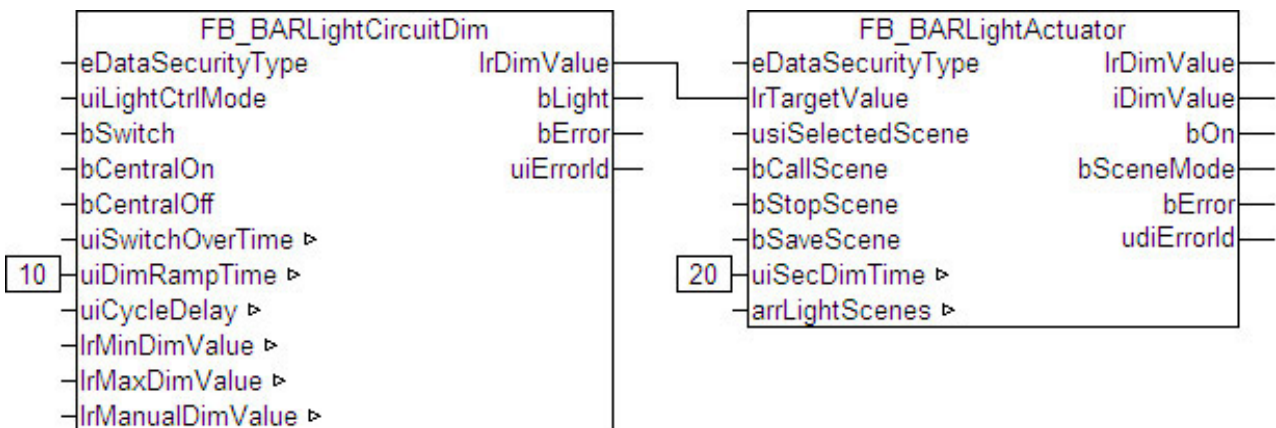 FB_BARLightCircuitDim
eDataSecurityType lrDimValue
uiLightCtrlMode bLight
bSwitch bError
bCentralOn uiErrorId
bCentralOff
uiSwitchOverTime
10 uiDimRampTime
uiCycleDelay
lrMinDimValue
lrMaxDimValue
lrManualDimValue
FB_BARLightActuator
eDataSecurityType lrDimValue
lrTargetValue iDimValue
usiSelectedScene bOn
bCallScene bSceneMode
bStopScene bError
bSaveScene udiErrorId
20 uiSecDimTime
arrLightScenes